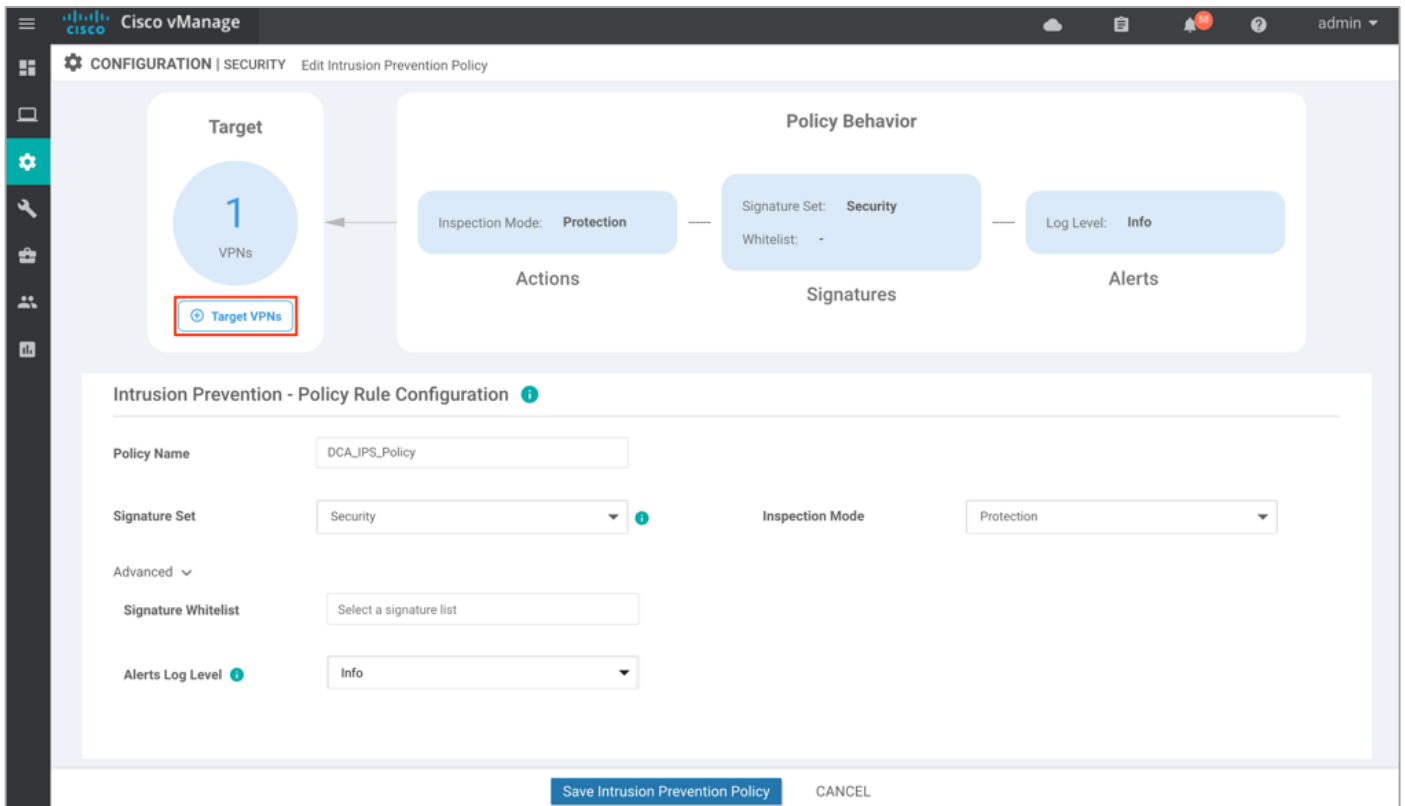 cisco Cisco vManage 58 admin
CONFIGURATION | SECURITY Edit Intrusion Prevention Policy
Target
Policy Behavior
1
VPNs
Target VPNs
Inspection Mode: Protection
Actions
Signature Set: Security
Whitelist: -
Signatures
Log Level: Info
Alerts
Intrusion Prevention - Policy Rule Configuration
Policy Name DCA_IPS_Policy
Signature Set Security Inspection Mode Protection
Advanced
Signature Whitelist Select a signature list
Alerts Log Level Info
Save Intrusion Prevention Policy CANCEL